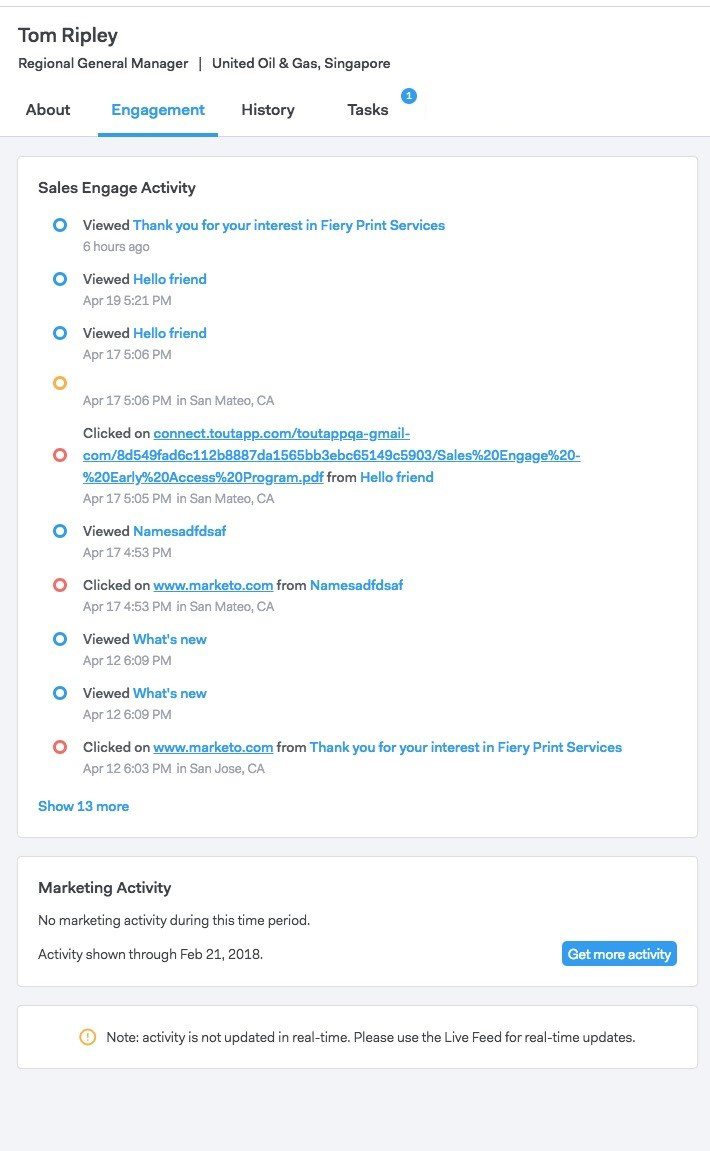 Tom Ripley
Regional General Manager | United Oil & Gas, Singapore
About Engagement History Tasks 1
Sales Engage Activity
Viewed Thank you for your interest in Fiery Print Services
6 hours ago
Viewed Hello friend
Apr 19 5:21 PM
Viewed Hello friend
Apr 17 5:06 PM
Apr 17 5:06 PM in San Mateo, CA
Clicked on connect.toutapp.com/toutappqa-gmail-
com/8d549fad6c112b8887da1565bb3ebc65149c5903/Sales%20Engage%20-
%20Early%20Access%20Program.pdf from Hello friend
Apr 17 5:05 PM in San Mateo, CA
Viewed Namesadfdsaf
Apr 17 4:53 PM
Clicked on www.marketo.com from Namesadfdsaf
Apr 17 4:53 PM in San Mateo, CA
Viewed What's new
Apr 12 6:09 PM
Viewed What's new
Apr 12 6:09 PM
Clicked on www.marketo.com from Thank you for your interest in Fiery Print Services
Apr 12 6:03 PM in San Jose, CA
Show 13 more
Marketing Activity
No marketing activity during this time period.
Activity shown through Feb 21, 2018.
Get more activity
Note: activity is not updated in real-time. Please use the Live Feed for real-time updates.